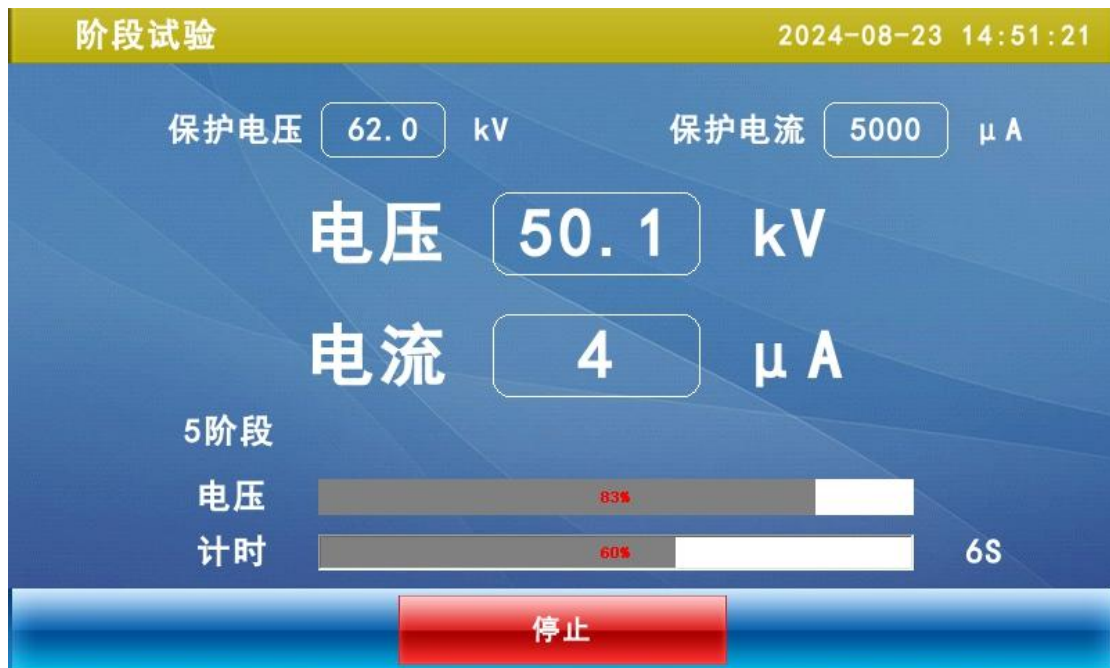 阶段试验 2024-08-23 14:51:21
保护电压 62.0 kV 保护电流 5000 μA
电压 50.1 kV
电流 4 μA
5阶段
电压 83%
计时 60% 6S
停止